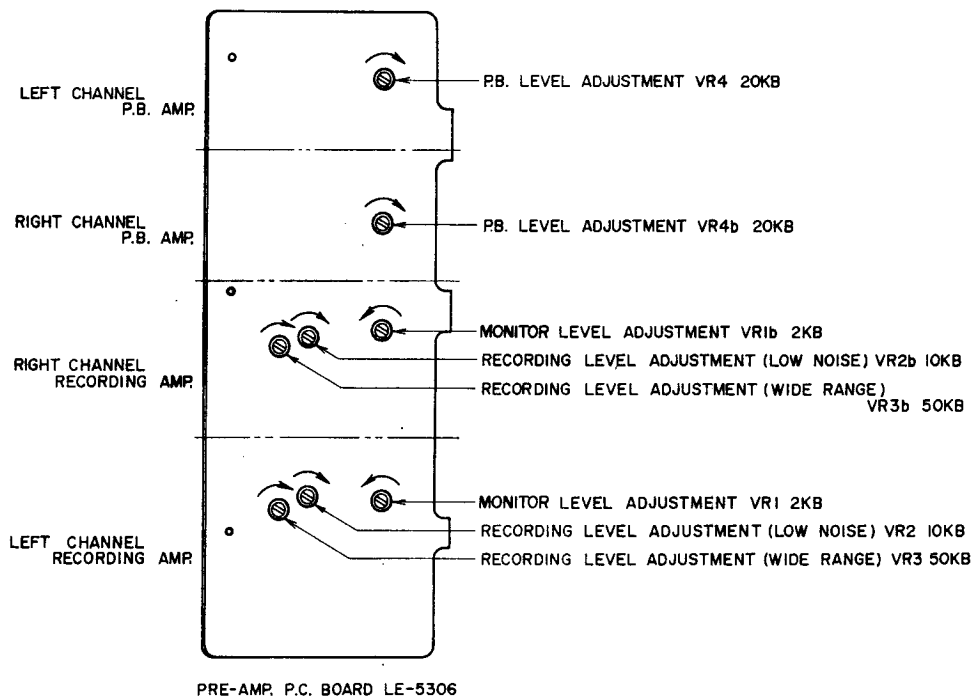 LEFT CHANNEL
P.B. AMP.
P.B. LEVEL ADJUSTMENT VR4 20KB
RIGHT CHANNEL
P.B. AMP.
P.B. LEVEL ADJUSTMENT VR4b 20KB
RIGHT CHANNEL
RECORDING AMP.
MONITOR LEVEL ADJUSTMENT VR1b 2KB
RECORDING LEVEL ADJUSTMENT (LOW NOISE) VR2b 10KB
RECORDING LEVEL ADJUSTMENT (WIDE RANGE)
VR3b 50KB
LEFT CHANNEL
RECORDING AMP.
MONITOR LEVEL ADJUSTMENT VR1 2KB
RECORDING LEVEL ADJUSTMENT (LOW NOISE) VR2 10KB
RECORDING LEVEL ADJUSTMENT (WIDE RANGE) VR3 50KB
PRE-AMP. P.C. BOARD LE-5306